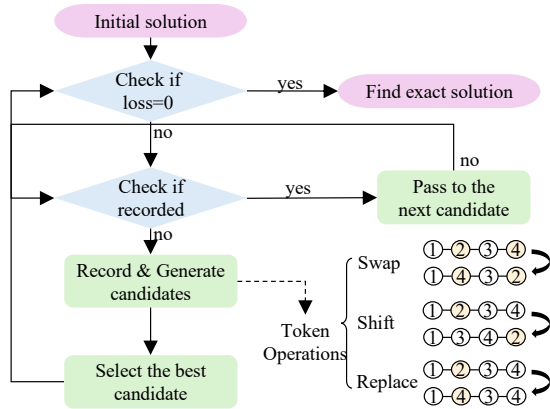 Initial solution
Check if
loss=0
yes
Find exact solution
no
no
Check if
recorded
yes
Pass to the
next candidate
no
Record & Generate
candidates
Select the best
candidate
Token
Operations
Swap
1 2 3 4
1 4 3 2
Shift
1 2 3 4
1 3 4 2
Replace
1 2 3 4
1 4 3 4